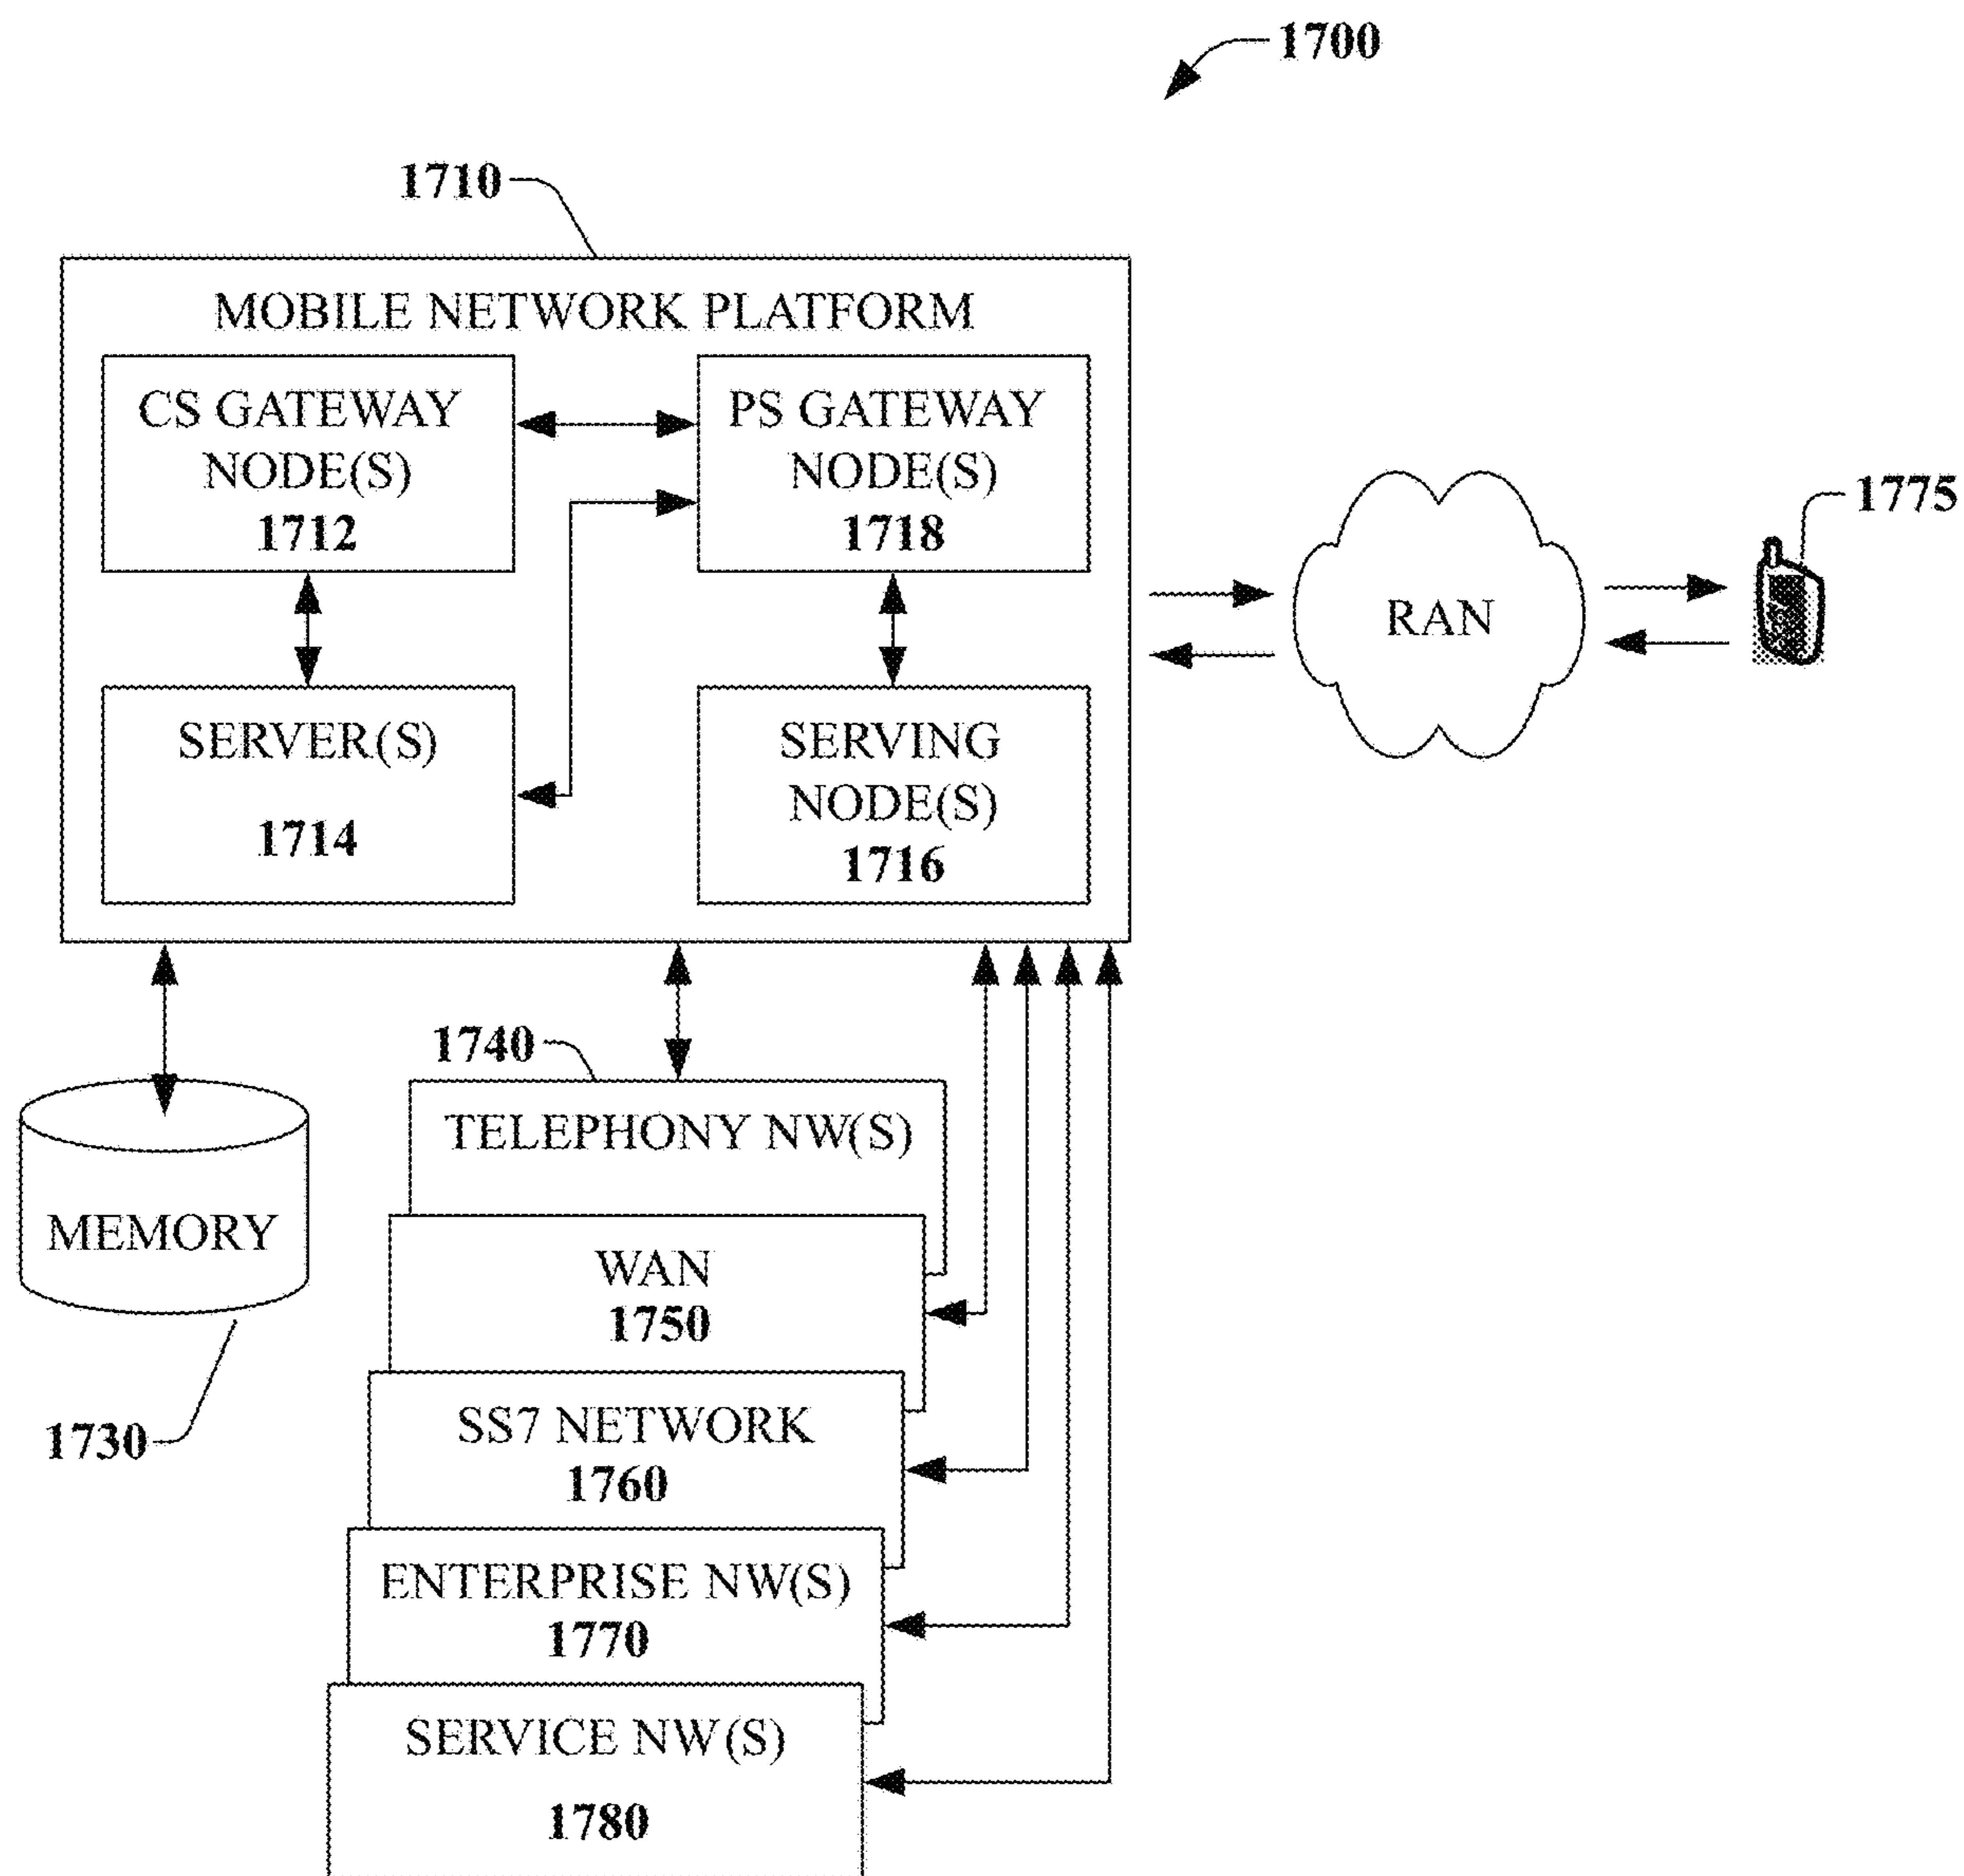 1700
1710
MOBILE NETWORK PLATFORM
CS GATEWAY
NODE(S)
1712
PS GATEWAY
NODE(S)
1718
SERVER(S)
1714
SERVING
NODE(S)
1716
RAN
1775
1740
TELEPHONY NW(S)
MEMORY
1730
WAN
1750
SS7 NETWORK
1760
ENTERPRISE NW(S)
1770
SERVICE NW(S)
1780